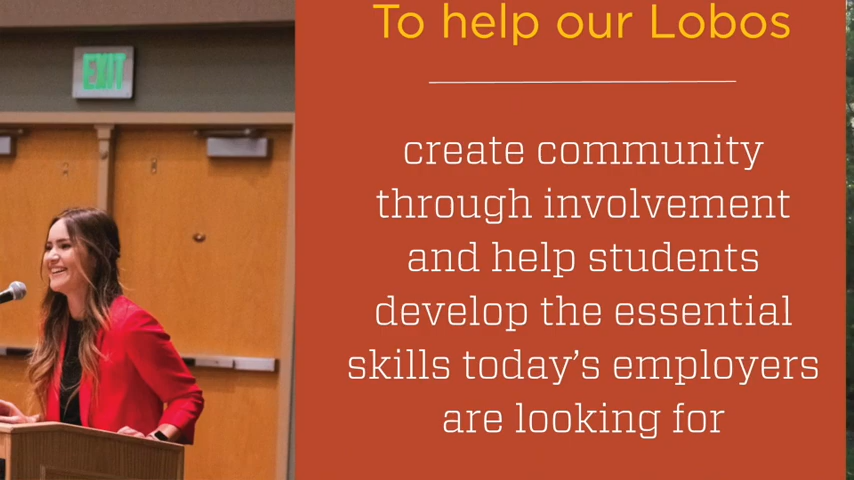 EXIT
To help our Lobos
create community
through involvement
and help students
develop the essential
skills today's employers
are looking for